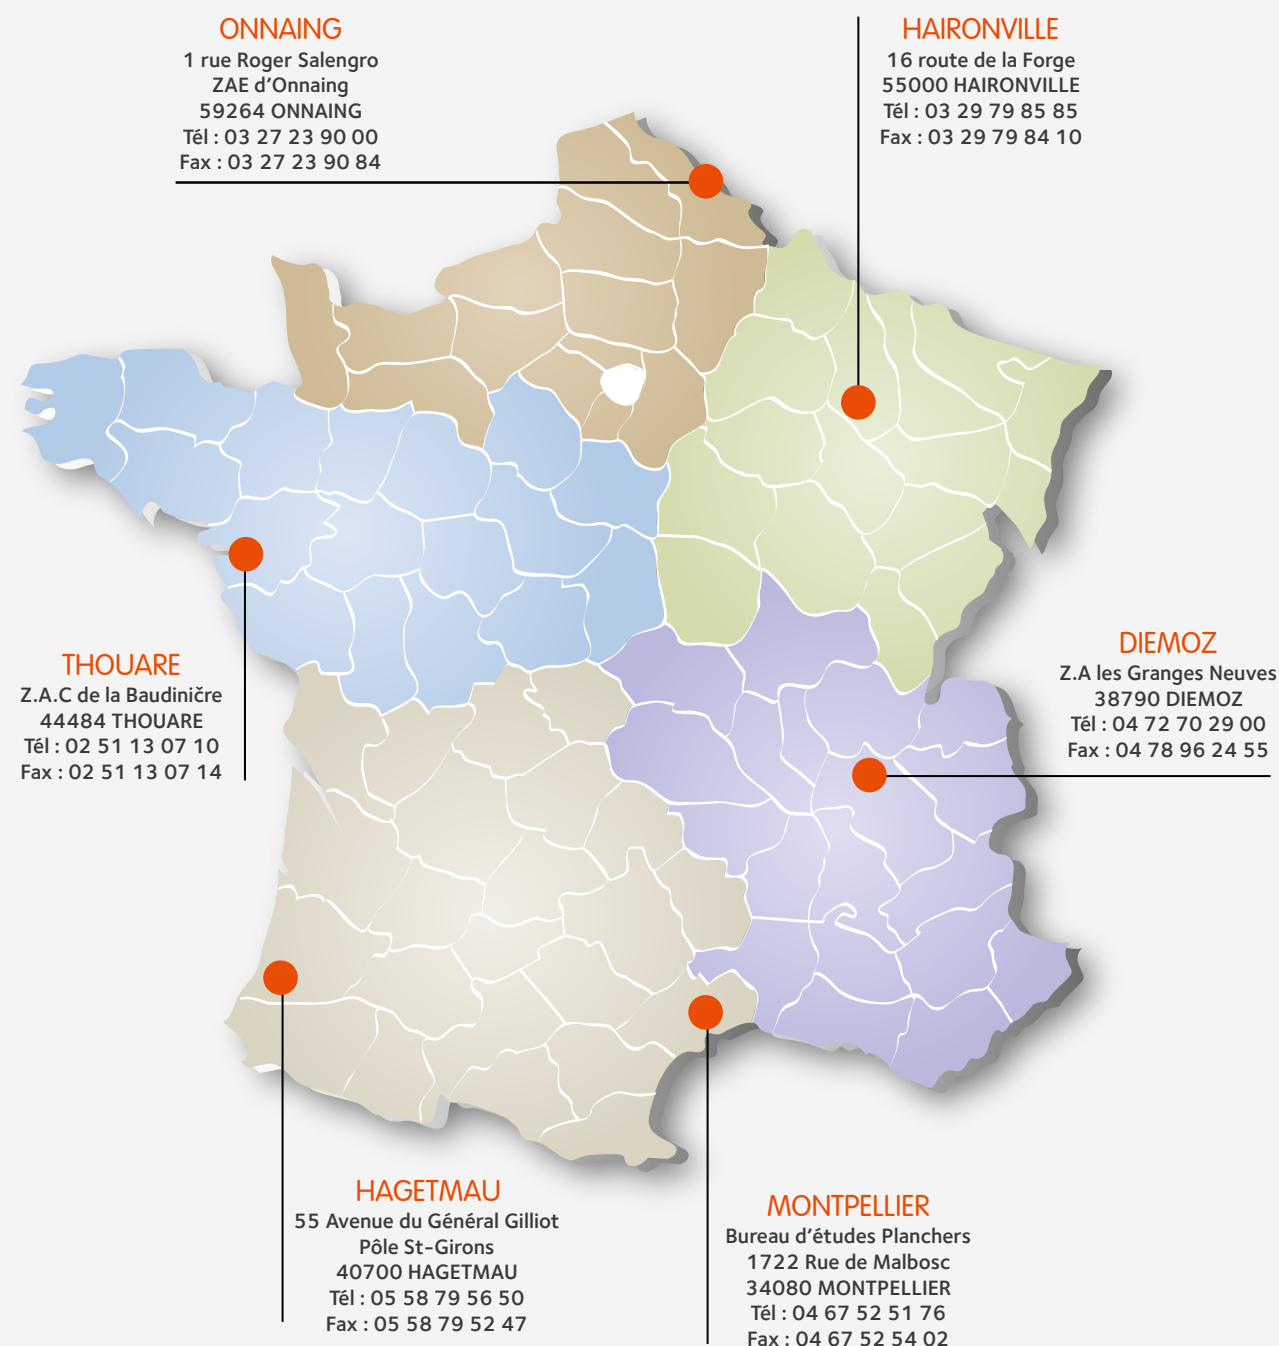 ONNAING
1 rue Roger Salengro
ZAE d'Onnaing
59264 ONNAING
Tél : 03 27 23 90 00
Fax : 03 27 23 90 84
HAIRONVILLE
16 route de la Forge
55000 HAIRONVILLE
Tél : 03 29 79 85 85
Fax : 03 29 79 84 10
THOUARE
Z.A.C de la Baudiničre
44484 THOUARE
Tél : 02 51 13 07 10
Fax : 02 51 13 07 14
DIEMOZ
Z.A les Granges Neuves
38790 DIEMOZ
Tél : 04 72 70 29 00
Fax : 04 78 96 24 55
HAGETMAU
55 Avenue du Général Gilliot
Pôle St-Girons
40700 HAGETMAU
Tél : 05 58 79 56 50
Fax : 05 58 79 52 47
MONTPELLIER
Bureau d'études Planchers
1722 Rue de Malbosc
34080 MONTPELLIER
Tél : 04 67 52 51 76
Fax : 04 67 52 54 02